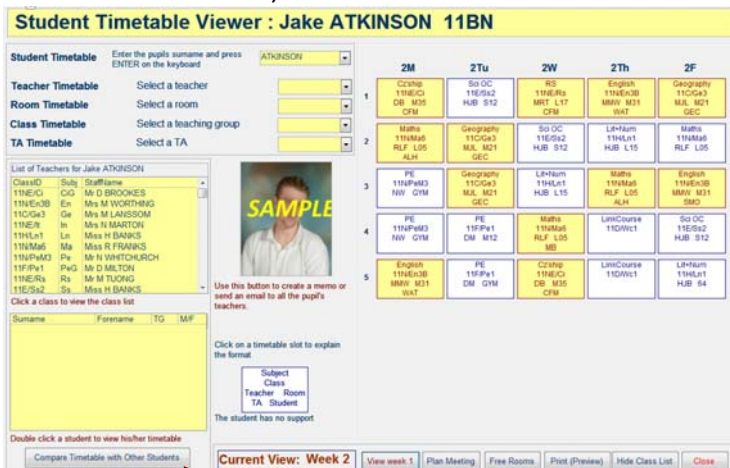 Student Timetable Viewer : Jake ATKINSON 11BN
Student Timetable
Enter the pupils surname and press
ENTER on the keyboard
ATKINSON
Teacher Timetable
Select a teacher
Room Timetable
Select a room
Class Timetable
Select a teaching group
TA Timetable
Select a TA
List of Teachers for Jake ATKINSON
ClassID Subj StaffName
11NE/Ci CiG Mr D BROOKES
11N/En3B En Mrs M WORTHING
11C/Ge3 Ge Mrs M LANSSOM
11NE/It In Mrs N MARTON
11H/Ln1 Ln Miss H BANKS
11N/Ma6 Ma Miss R FRANKS
11N/PeM3 Pe Mr N WHITCHURCH
11F/Pe1 PeG Mr D MILTON
11NE/Rs Rs Mr M TUONG
11E/Ss2 Ss Miss H BANKS
Click a class to view the class list
Surname Forename TG M/F
Double click a student to view his/her timetable
Compare Timetable with Other Students
SAMPLE
Use this button to create a memo or
send an email to all the pupil's
teachers.
Click on a timetable slot to explain
the format
Subject
Class
Teacher Room
TA Student
The student has no support
2M 2Tu 2W 2Th 2F
1
Cz'ship
11NE/Ci
DB M35
CFM
Sci OC
11E/Ss2
HJB S12
RS
11NE/Rs
MRT L17
CFM
English
11N/En3B
MMW M31
WAT
Geography
11C/Ge3
MJL M21
GEC
2
Maths
11N/Ma6
RLF L05
ALH
Geography
11C/Ge3
MJL M21
GEC
Sci OC
11E/Ss2
HJB S12
Lit+Num
11H/Ln1
HJB L15
Maths
11N/Ma6
RLF L05
3
PE
11N/PeM3
NW GYM
Geography
11C/Ge3
MJL M21
GEC
Lit+Num
11H/Ln1
HJB L15
Maths
11N/Ma6
RLF L05
ALH
English
11N/En3B
MMW M31
SMO
4
PE
11N/PeM3
NW GYM
PE
11F/Pe1
DM M12
Maths
11N/Ma6
RLF L05
MB
LinkCourse
11D/Wc1
Sci OC
11E/Ss2
HJB S12
5
English
11N/En3B
MMW M31
WAT
PE
11F/Pe1
DM GYM
Cz'ship
11NE/Ci
DB M35
CFM
LinkCourse
11D/Wc1
Lit+Num
11H/Ln1
HJB 64
Current View: Week 2
View week 1
Plan Meeting
Free Rooms
Print (Preview)
Hide Class List
Close